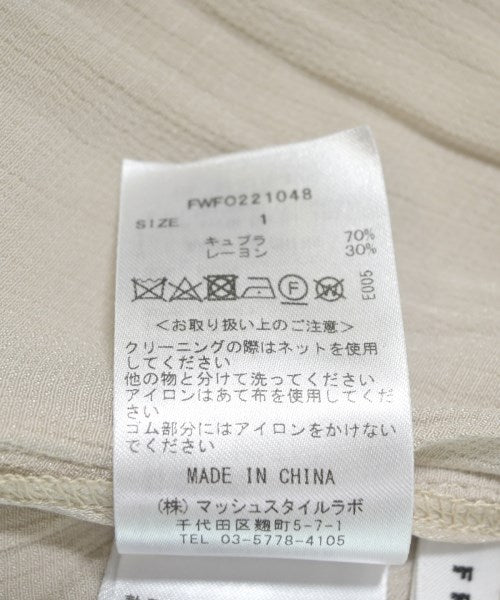 FWFO221048
SIZE 1
キュプラ 70%
レーヨン 30%
E005
<お取り扱い上のご注意>
クリーニングの際はネットを使用
してください
他の物と分けて洗ってください
アイロンはあて布を使用してくだ
さい
ゴム部分にはアイロンをかけない
でください
MADE IN CHINA
(株) マッシュスタイルラボ
千代田区麹町5-7-1
TEL 03-5778-4105